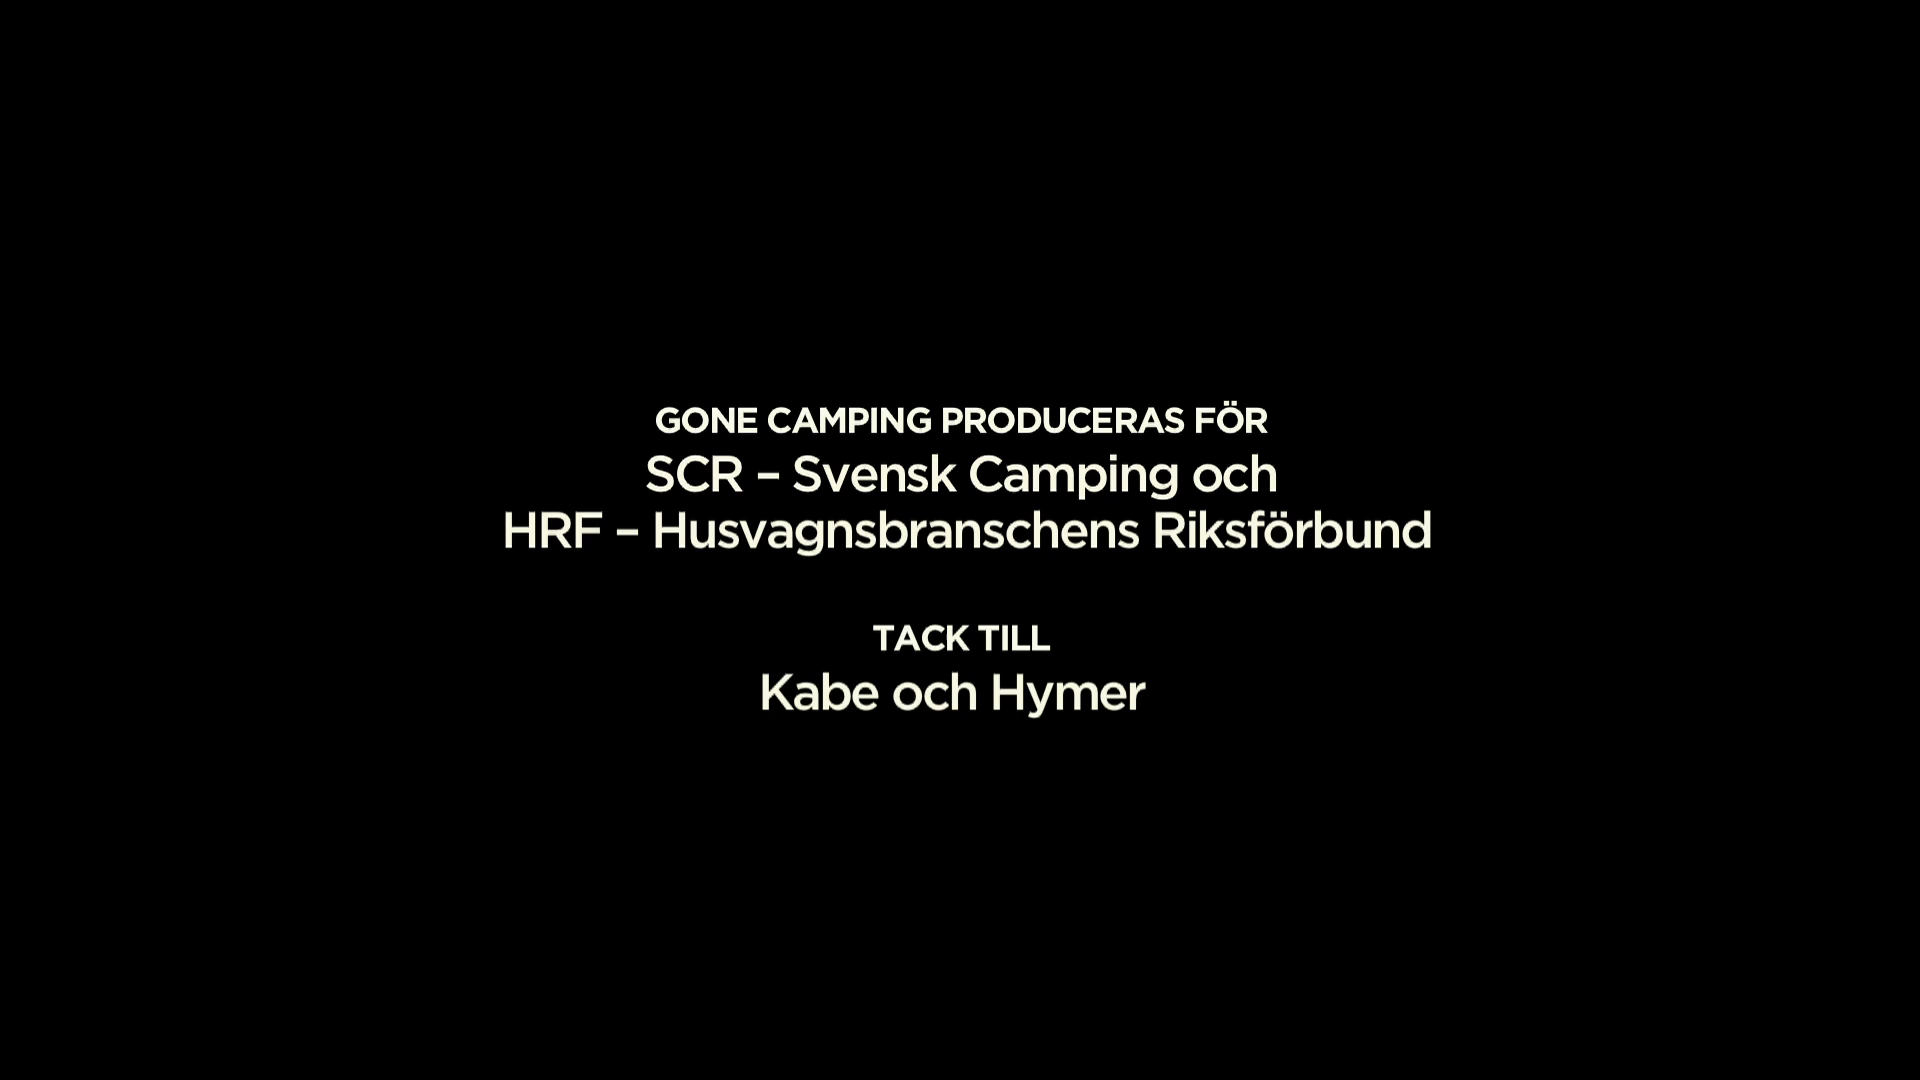 GONE CAMPING PRODUCERAS FÖR
SCR – Svensk Camping och
HRF – Husvagnsbranschens Riksförbund
TACK TILL
Kabe och Hymer